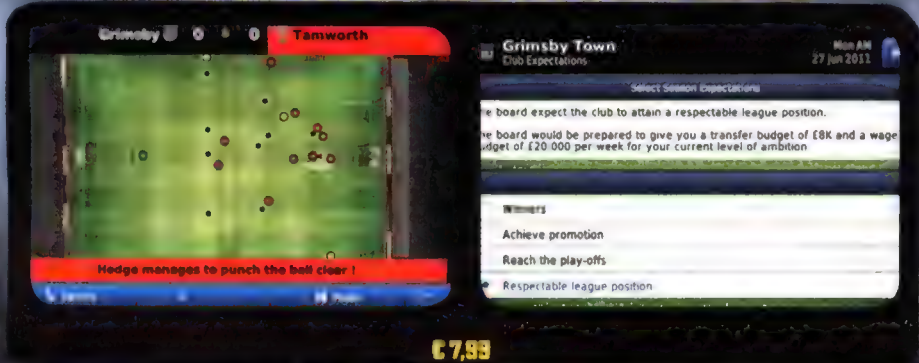 Grimsby 0 0 Tamworth
Hedge manages to punch the ball clear !
Grimsby Town
Club Expectations
Mon AM
27 Jun 2011
Select Season Expectations
e board expect the club to attain a respectable league position.
e board would be prepared to give you a transfer budget of £8K and a wage
dget of £20 000 per week for your current level of ambition
Winners
Achieve promotion
Reach the play-offs
Respectable league position
€ 7,99